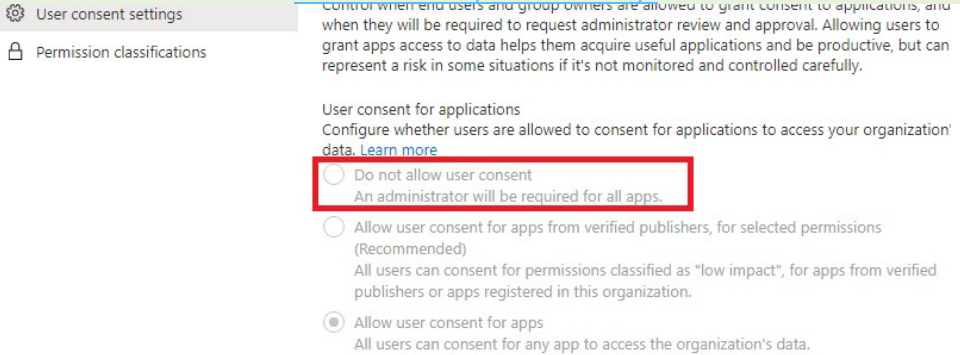 User consent settings
Permission classifications
Control when end users and group owners are allowed to grant consent to applications, and
when they will be required to request administrator review and approval. Allowing users to
grant apps access to data helps them acquire useful applications and be productive, but can
represent a risk in some situations if it's not monitored and controlled carefully.
User consent for applications
Configure whether users are allowed to consent for applications to access your organization'
data. Learn more
Do not allow user consent
An administrator will be required for all apps.
Allow user consent for apps from verified publishers, for selected permissions
(Recommended)
All users can consent for permissions classified as "low impact", for apps from verified
publishers or apps registered in this organization.
Allow user consent for apps
All users can consent for any app to access the organization's data.